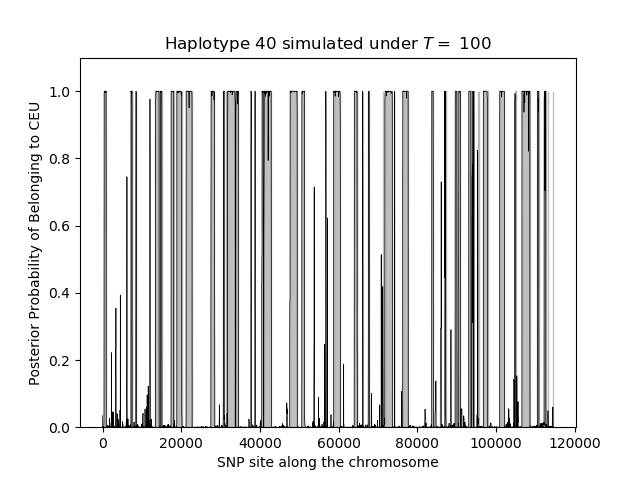 Haplotype 40 simulated under T = 100
Posterior Probability of Belonging to CEU
1.0
0.8
0.6
0.4
0.2
0.0
0 20000 40000 60000 80000 100000 120000
SNP site along the chromosome